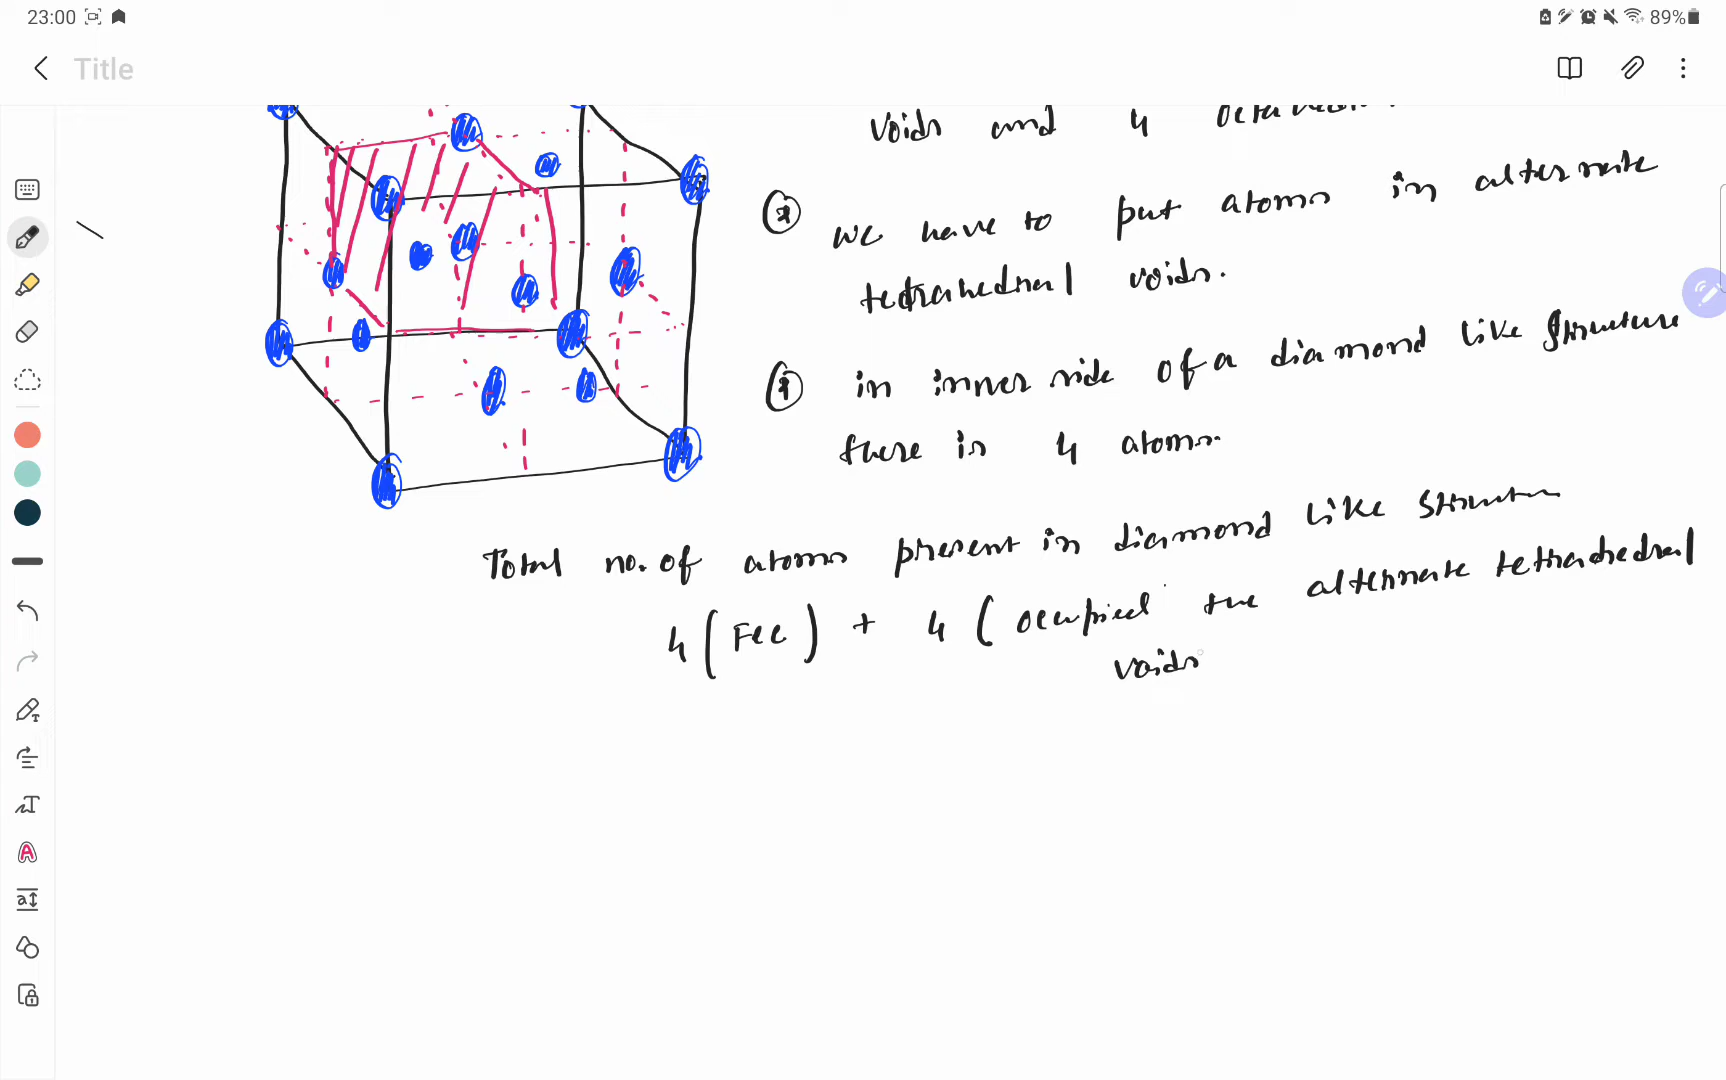 23:00
89%
Title
voids and 4
we have to put atoms in alternate
tetrahedral voids.
in inner side of a diamond like structure
there is 4 atoms.
Total no. of atoms present in diamond like structure
4 (Fcc) + 4 ( occupied the alternate tetrahedral
voids